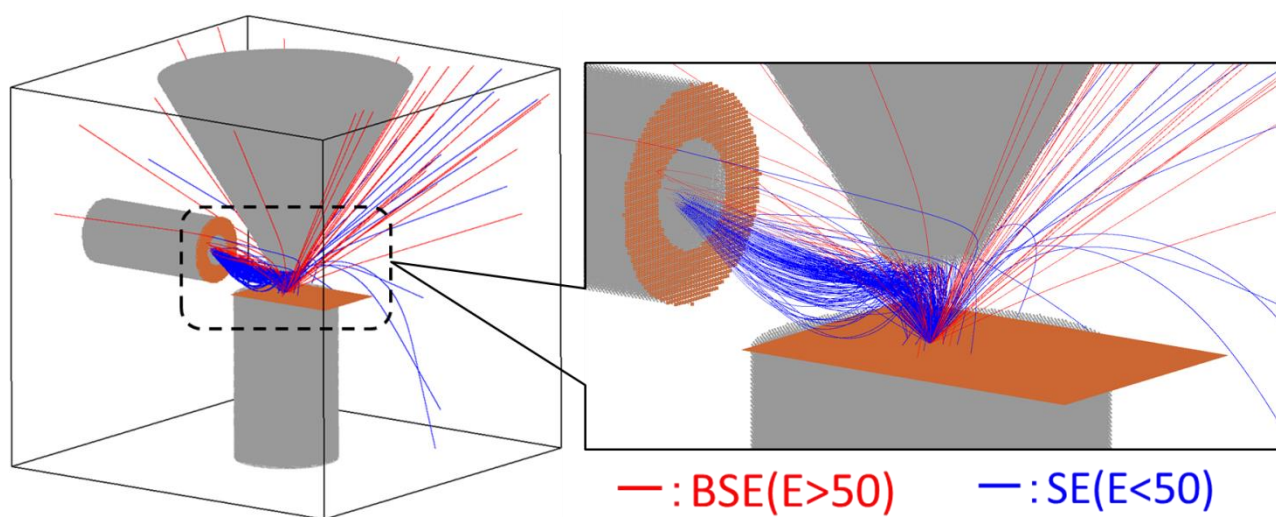 — : BSE(E>50) — : SE(E<50)